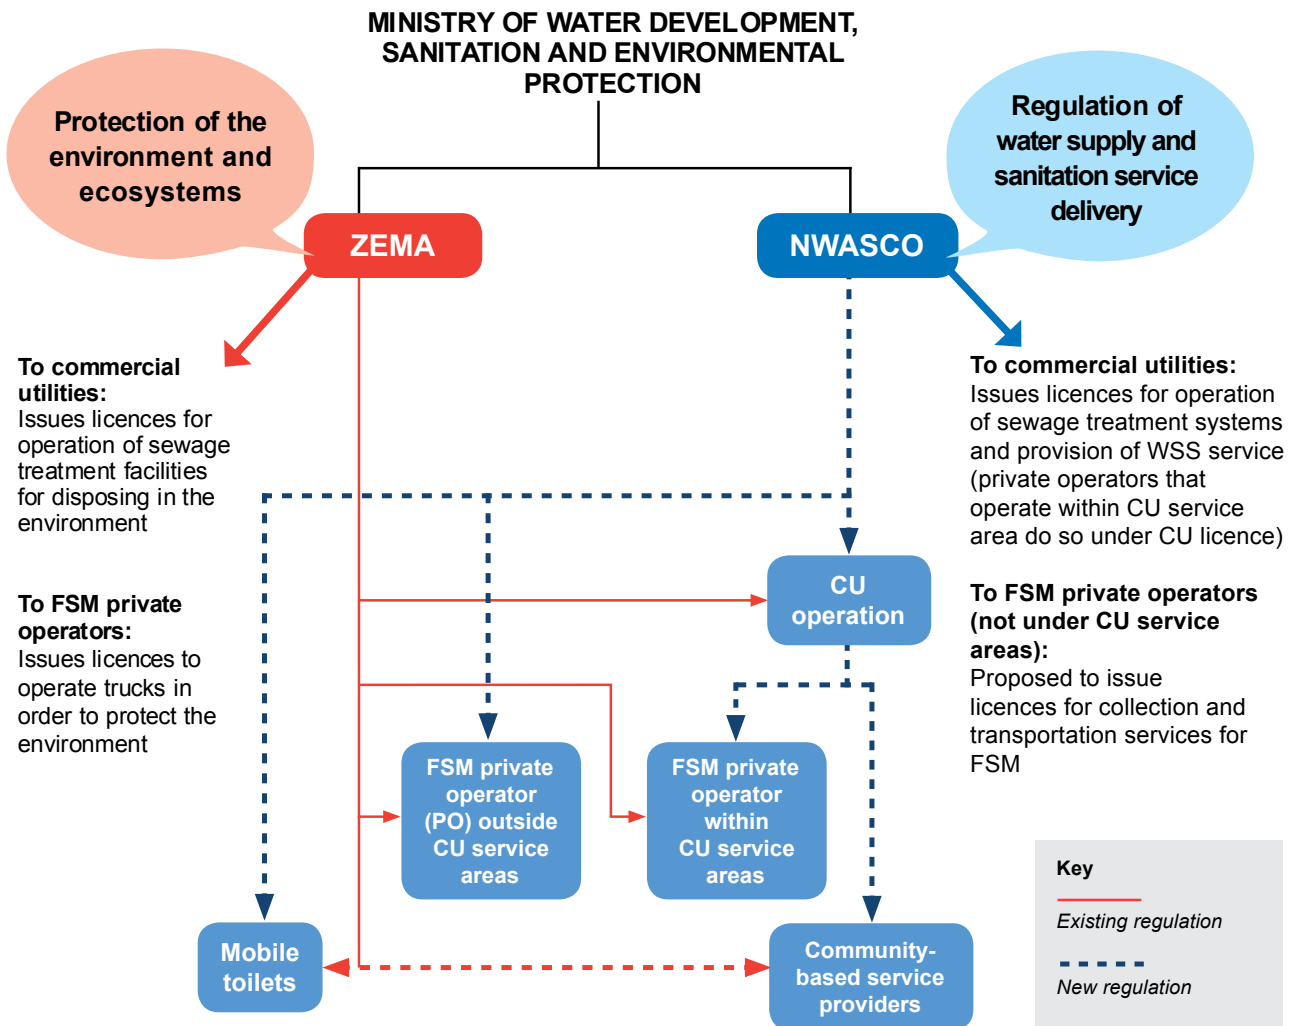 MINISTRY OF WATER DEVELOPMENT,
SANITATION AND ENVIRONMENTAL
PROTECTION
Protection of the
environment and
ecosystems
Regulation of
water supply and
sanitation service
delivery
ZEMA
NWASCO
To commercial
utilities:
Issues licences for
operation of sewage
treatment facilities
for disposing in the
environment
To FSM private
operators:
Issues licences to
operate trucks in
order to protect the
environment
To commercial utilities:
Issues licences for operation
of sewage treatment systems
and provision of WSS service
(private operators that
operate within CU service
area do so under CU licence)
To FSM private operators
(not under CU service
areas):
Proposed to issue
licences for collection and
transportation services for
FSM
CU
operation
FSM private
operator
(PO) outside
CU service
areas
FSM private
operator
within
CU service
areas
Mobile
toilets
Community-
based service
providers
Key
Existing regulation
New regulation